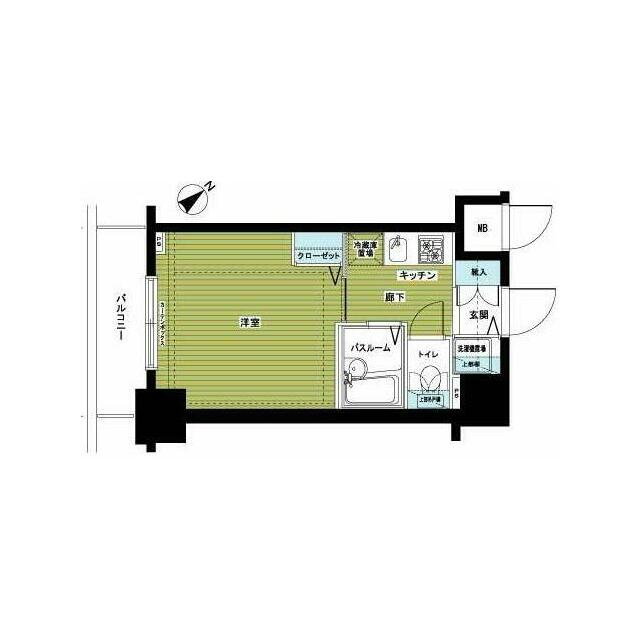 N
MB
PS
クローゼット
冷蔵庫
置場
キッチン
物入
廊下
玄関
洋室
カーテンボックス
バルコニー
バスルーム
トイレ
洗濯機置場
上部棚
上部吊戸棚
PS